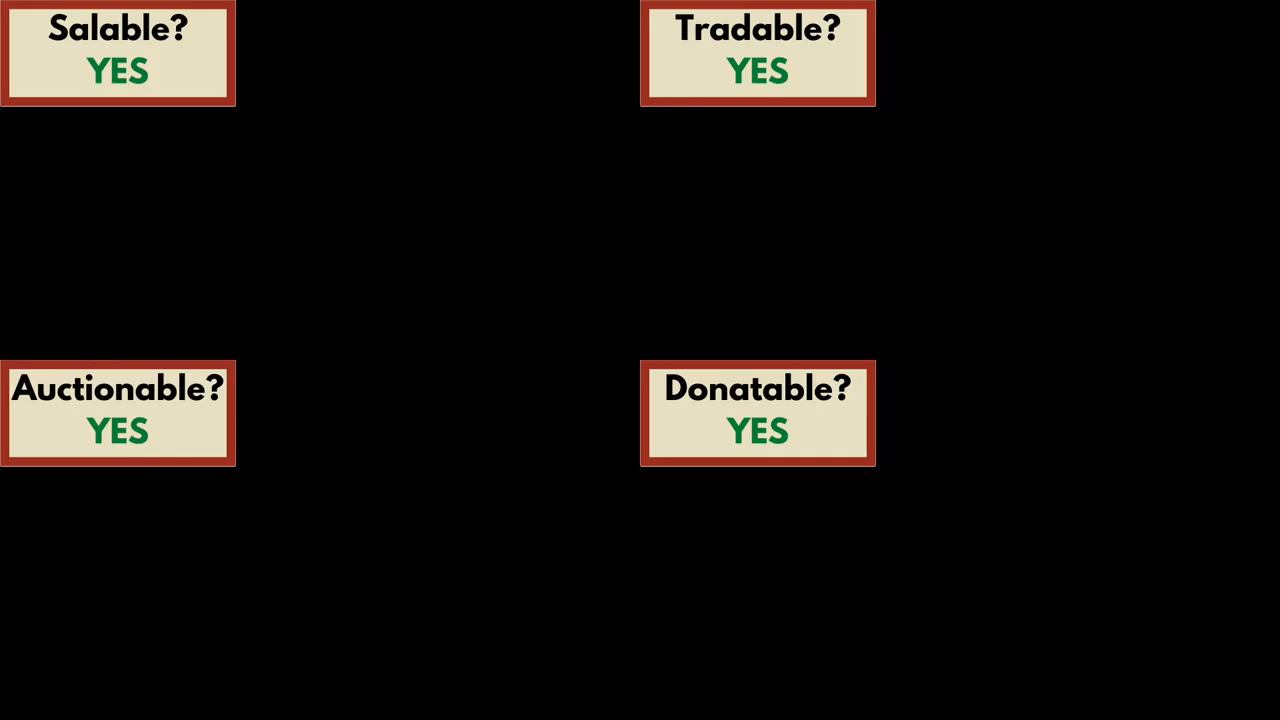 Salable?
YES
Tradable?
YES
Auctionable?
YES
Donatable?
YES